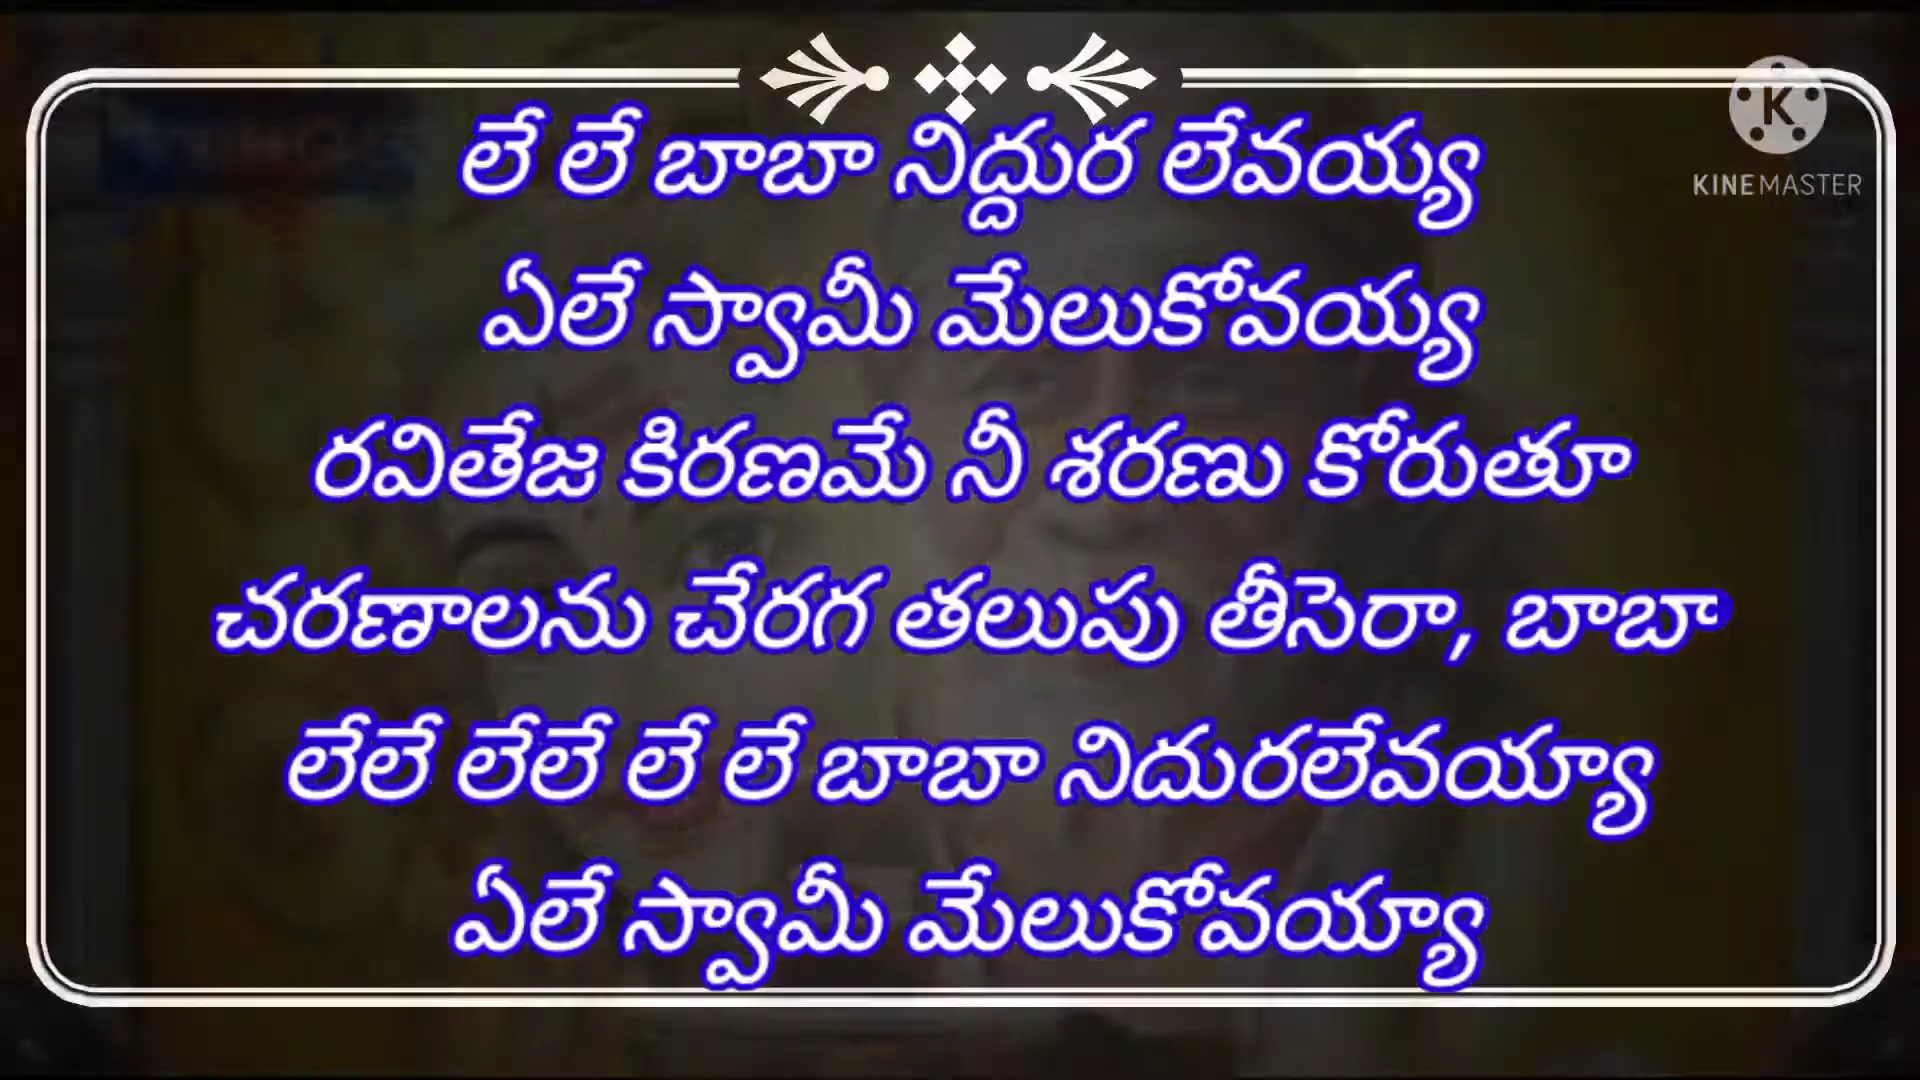 లే లే బాబా నిద్దుర లేవయ్య
KINEMASTER
ఏలే స్వామీ మేలుకోవయ్య
రవితేజ కిరణమే నీ శరణు కోరుతూ
చరణాలను చేరగ తలుపు తీసెరా, బాబా
లేలే లేలే లే లే బాబా నిదురలేవయ్యా
ఏలే స్వామీ మేలుకోవయ్యా